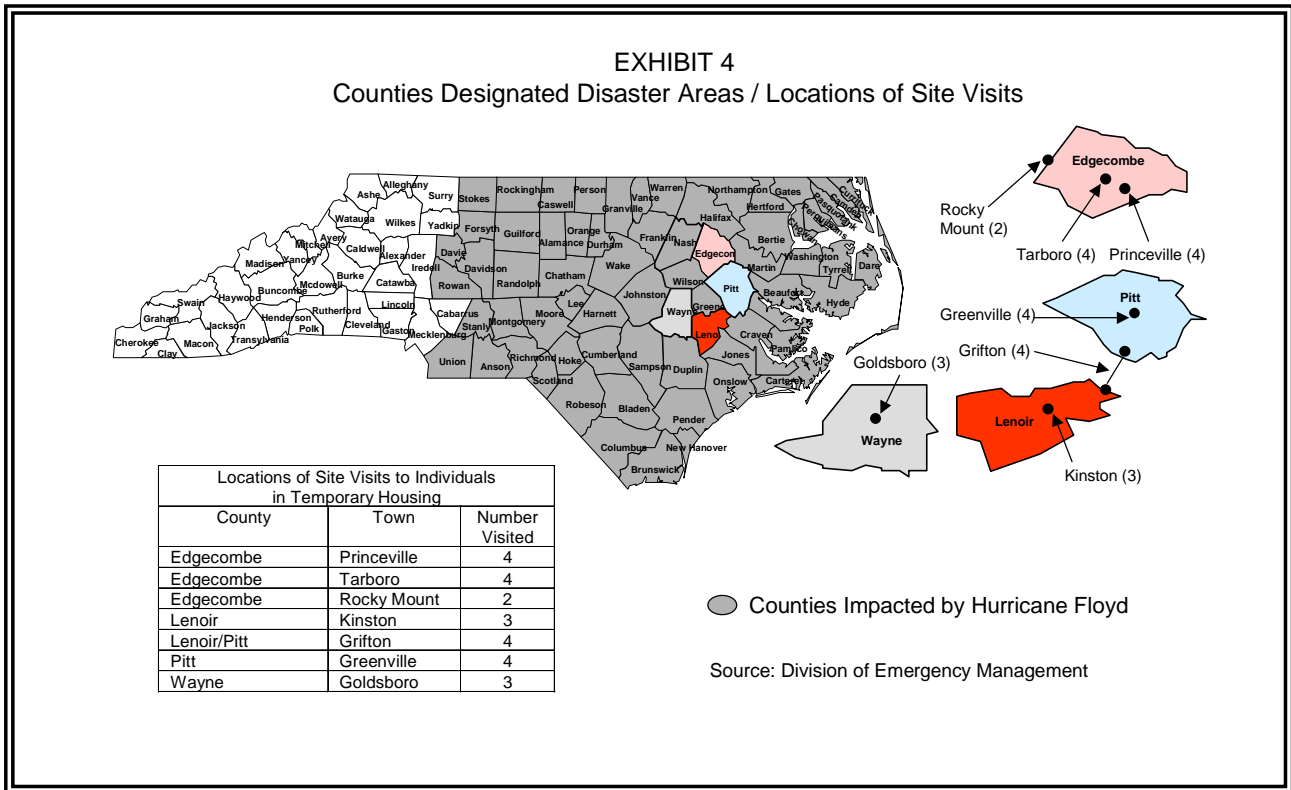 EXHIBIT 4
Counties Designated Disaster Areas / Locations of Site Visits
Alleghany
Ashe
Surry
Stokes
Rockingham
Caswell
Person
Granville
Vance
Warren
Northampton
Gates
Hertford
Currituck
Camden
Pasquotank
Perquimans
Chowan
Halifax
Watauga
Wilkes
Yadkin
Forsyth
Guilford
Alamance
Orange
Durham
Franklin
Nash
Bertie
Mitchell
Avery
Caldwell
Alexander
Iredell
Davie
Davidson
Wake
Edgecom
Martin
Washington
Tyrrell
Dare
Madison
Yancey
Burke
Catawba
Rowan
Randolph
Chatham
Johnston
Wilson
Pitt
Beaufort
Hyde
Buncombe
Mcdowell
Lincoln
Swain
Haywood
Rutherford
Cabarrus
Stanly
Montgomery
Moore
Lee
Harnett
Wayne
Greene
Graham
Jackson
Henderson
Polk
Cleveland
Gaston
Mecklenburg
Lenoi
Craven
Pamlico
Cherokee
Clay
Macon
Transylvania
Union
Anson
Richmond
Hoke
Cumberland
Sampson
Duplin
Jones
Scotland
Onslow
Carteret
Robeson
Bladen
Pender
Columbus
New Hanover
Brunswick
Edgecombe
Rocky
Mount (2)
Tarboro (4)
Princeville (4)
Pitt
Greenville (4)
Grifton (4)
Goldsboro (3)
Lenoir
Wayne
Kinston (3)
Locations of Site Visits to Individuals
in Temporary Housing
County Town Number
Visited
Edgecombe Princeville 4
Edgecombe Tarboro 4
Edgecombe Rocky Mount 2
Lenoir Kinston 3
Lenoir/Pitt Grifton 4
Pitt Greenville 4
Wayne Goldsboro 3
Counties Impacted by Hurricane Floyd
Source: Division of Emergency Management